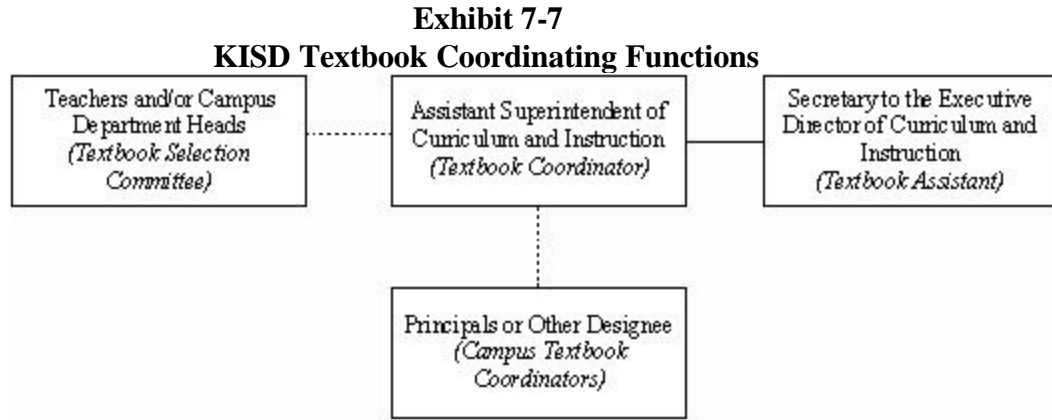 Exhibit 7-7
KISD Textbook Coordinating Functions
Teachers and/or Campus
Department Heads
(Textbook Selection
Committee)
Assistant Superintendent of
Curriculum and Instruction
(Textbook Coordinator)
Secretary to the Executive
Director of Curriculum and
Instruction
(Textbook Assistant)
Principals or Other Designee
(Campus Textbook
Coordinators)